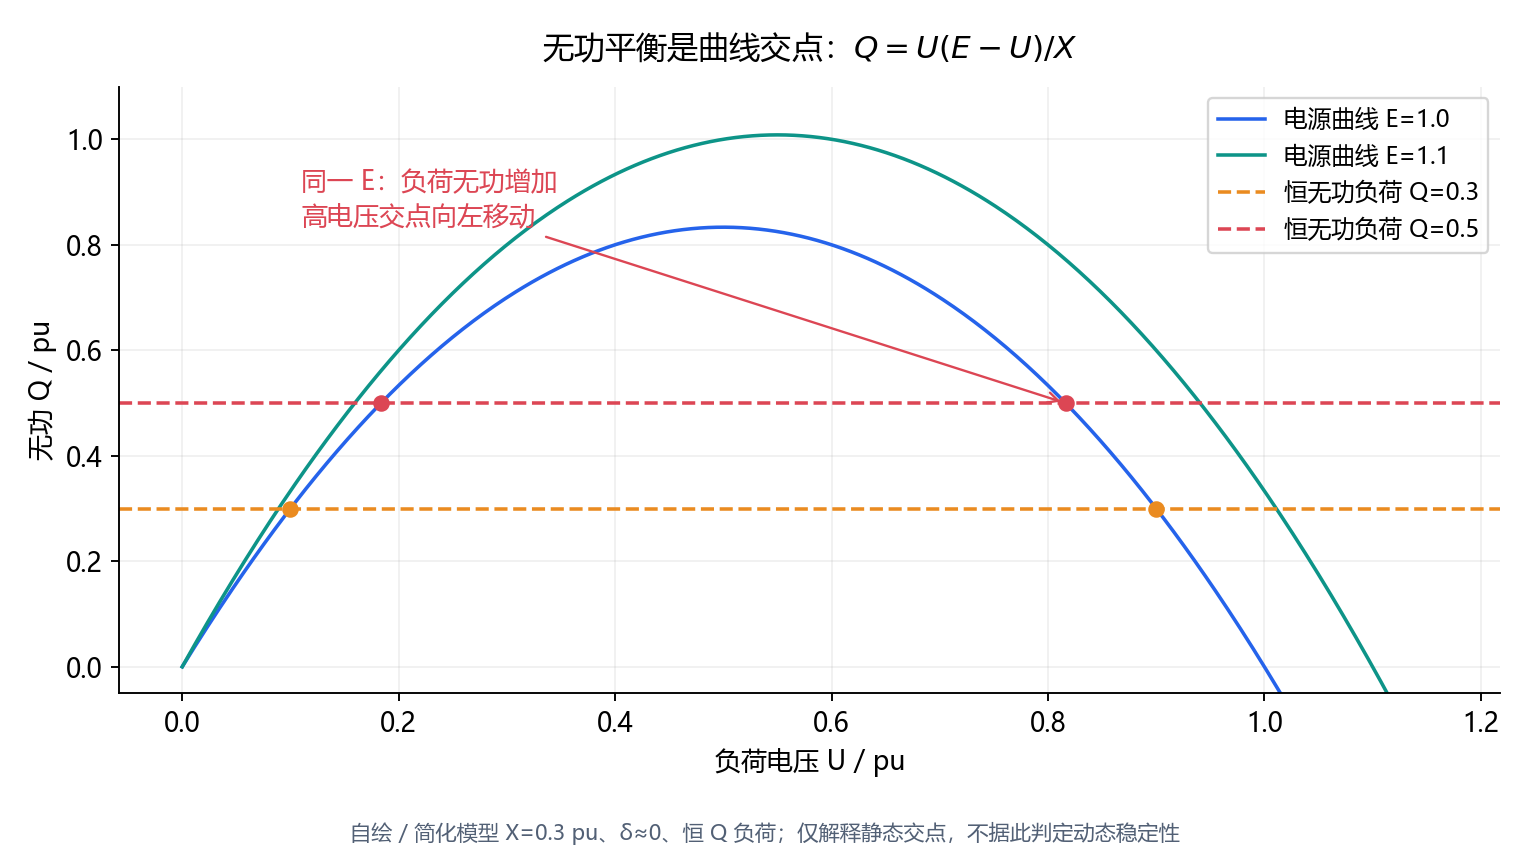 无功平衡是曲线交点：Q = U(E − U)/X
电源曲线 E=1.0
电源曲线 E=1.1
恒无功负荷 Q=0.3
恒无功负荷 Q=0.5
同一 E：负荷无功增加
高电压交点向左移动
无功 Q / pu
1.0
0.8
0.6
0.4
0.2
0.0
0.0 0.2 0.4 0.6 0.8 1.0 1.2
负荷电压 U / pu
自绘 / 简化模型 X=0.3 pu、δ≈0、恒 Q 负荷；仅解释静态交点，不据此判定动态稳定性